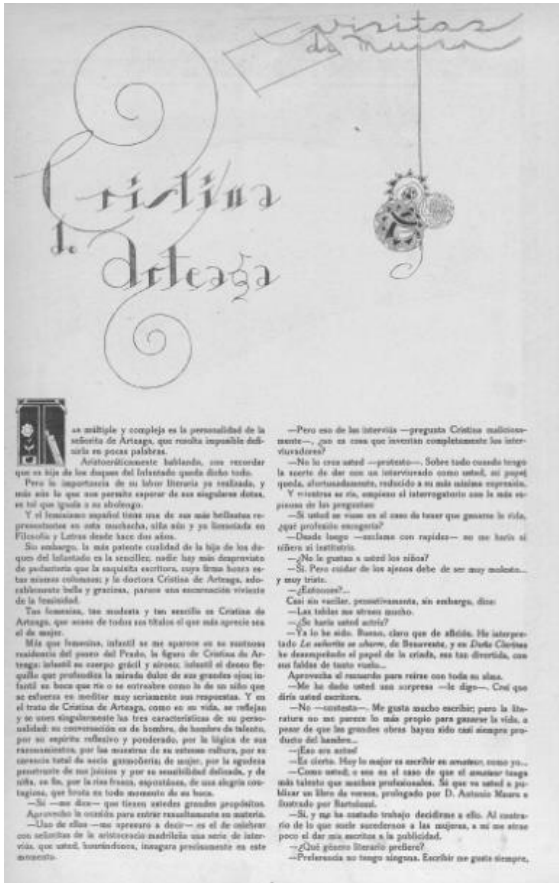 visitas
de Musea
Cristina
de
Arteaga
Tan múltiple y compleja es la personalidad de la
señorita de Arteaga, que resulta imposible defi-
nirla en pocas palabras.
Aristocráticamente hablando, con recordar
que es hija de los duques del Infantado queda dicho todo.
Pero la importancia de su labor literaria ya realizada, y
más aún la que nos permite esperar de sus singulares dotes,
es tal que iguala a su abolengo.
Y el feminismo español tiene una de sus más brillantes re-
presentantes en esta muchacha, niña aún y ya licenciada en
Filosofía y Letras desde hace dos años.
Sin embargo, la más patente cualidad de la hija de los du-
ques del Infantado es la sencillez; nadie hay más desprovisto
de pedantería que la exquisita escritora, cuya firma honra es-
tas mismas columnas; y la doctora Cristina de Arteaga, ado-
rablemente bella y graciosa, parece una encarnación viviente
de la feminidad.
Tan femenina, tan modesta y tan sencilla es Cristina de
Arteaga, que acaso de todos sus títulos el que más aprecie sea
el de mujer.
Más que femenina, infantil se me aparece en su suntuosa
residencia del paseo del Prado, la figura de Cristina de Ar-
teaga; infantil su cuerpo grácil y airoso; infantil el denso fle-
quillo que profundiza la mirada dulce de sus grandes ojos; in-
fantil su boca que ríe o se entreabre como la de un niño que
se esfuerza en meditar muy seriamente sus respuestas. Y en
el trato de Cristina de Arteaga, como en su vida, se reflejan
y se unen singularmente las tres características de su perso-
nalidad: su conversación es de hombre, de hombre de talento,
por su espíritu reflexivo y ponderado, por la lógica de sus
razonamientos, por las muestras de su extensa cultura, por su
carencia total de necia gazmoñería; de mujer, por la agudeza
penetrante de sus juicios y por su sensibilidad delicada, y de
niña, en fin, por la risa fresca, espontánea, de una alegría con-
tagiosa, que brota en todo momento de su boca.
—Sé —me dice— que tienen ustedes grandes propósitos.
Aprovecho la ocasión para entrar resueltamente en materia.
—Uno de ellos —me apresuro a decir— es el de celebrar
con señoritas de la aristocracia madrileña una serie de inter-
viús, que usted, honrándonos, inaugura precisamente en este
momento.
—Pero eso de las interviús —pregunta Cristina maliciosa-
mente—, ¿no es cosa que inventan completamente los inter-
viuvadores?
—No lo crea usted —protesto—. Sobre todo cuando tengo
la suerte de dar con un interviuvado como usted, mi papel
queda, afortunadamente, reducido a su más mínima expresión.
Y mientras se ríe, empiezo el interrogatorio con la más es-
pinosa de las preguntas:
—Si usted se viese en el caso de tener que ganarse la vida,
¿qué profesión escogería?
—Desde luego —exclama con rapidez— no me haría ni
niñera ni institutriz.
—¿No le gustan a usted los niños?
—Sí. Pero cuidar de los ajenos debe de ser muy molesto...
y muy triste.
—¿Entonces?...
Casi sin vacilar, pensativamente, sin embargo, dice:
—Las tablas me atraen mucho.
—¿Se haría usted actriz?
—Ya lo he sido. Bueno, claro que de afición. He interpre-
tado La señorita se aburre, de Benavente, y en Doña Clarines
he desempeñado el papel de la criada, esa tan divertida, con
sus faldas de tanto vuelo...
Aprovecha el recuerdo para reírse con toda su alma.
—Me ha dado usted una sorpresa —le digo—. Creí que
diría usted escritora.
—No —contesta—. Me gusta mucho escribir; pero la lite-
ratura no me parece lo más propio para ganarse la vida, a
pesar de que las grandes obras hayan sido casi siempre pro-
ducto del hambre...
—¡Eso era antes!
—Es cierto. Hoy lo mejor es escribir en amateur, como yo...
—Como usted; o sea en el caso de que el amateur tenga
más talento que muchos profesionales. Sé que va usted a pu-
blicar un libro de versos, prologado por D. Antonio Maura e
ilustrado por Bartolozzi.
—Sí, y me ha costado trabajo decidirme a ello. Al contra-
rio de lo que suele sucedernos a las mujeres, a mí me atrae
poco el dar mis escritos a la publicidad.
—¿Qué género literario prefiere?
—Preferencia no tengo ninguna. Escribir me gusta siempre,